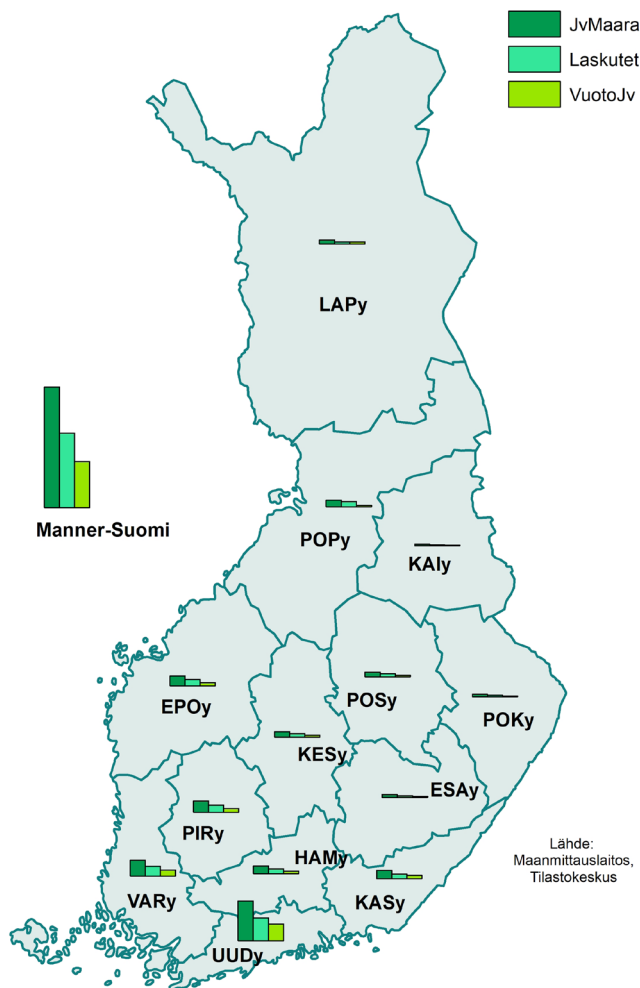 JvMaara
Laskutet
VuotoJv
LAPy
Manner-Suomi
POPy
KAIy
EPOy
POSy
POKy
KESy
ESAy
PIRy
HAMy
Lähde:
Maanmittauslaitos,
Tilastokeskus
VARy
KASy
UUDy